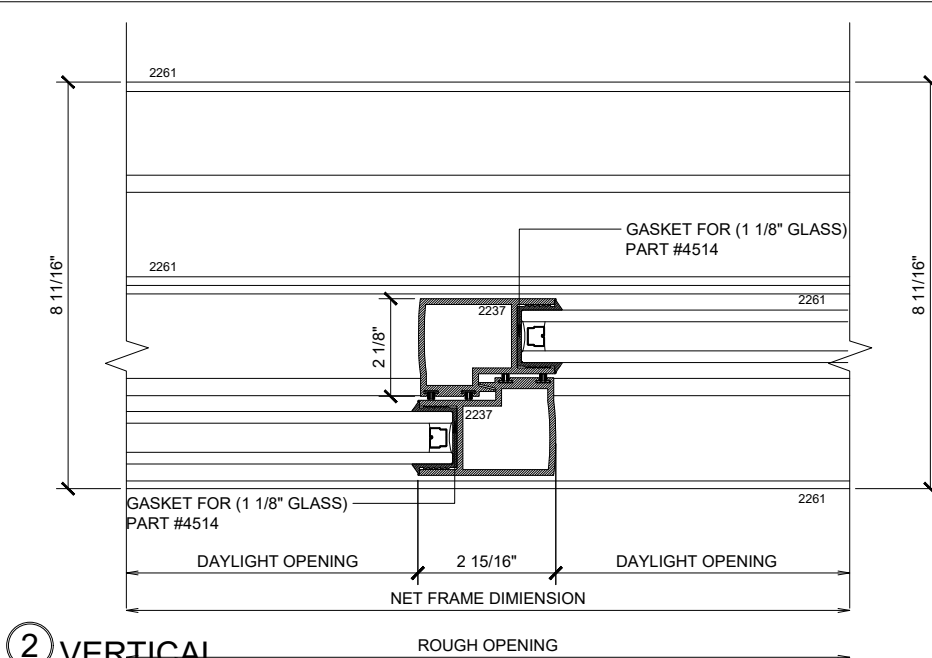 2261
2261
GASKET FOR (1 1/8" GLASS)
PART #4514
8 11/16"
8 11/16"
2261
2237
2 1/8"
2237
GASKET FOR (1 1/8" GLASS)
PART #4514
2261
DAYLIGHT OPENING
2 15/16"
DAYLIGHT OPENING
NET FRAME DIMIENSION
2 VERTICAL
ROUGH OPENING